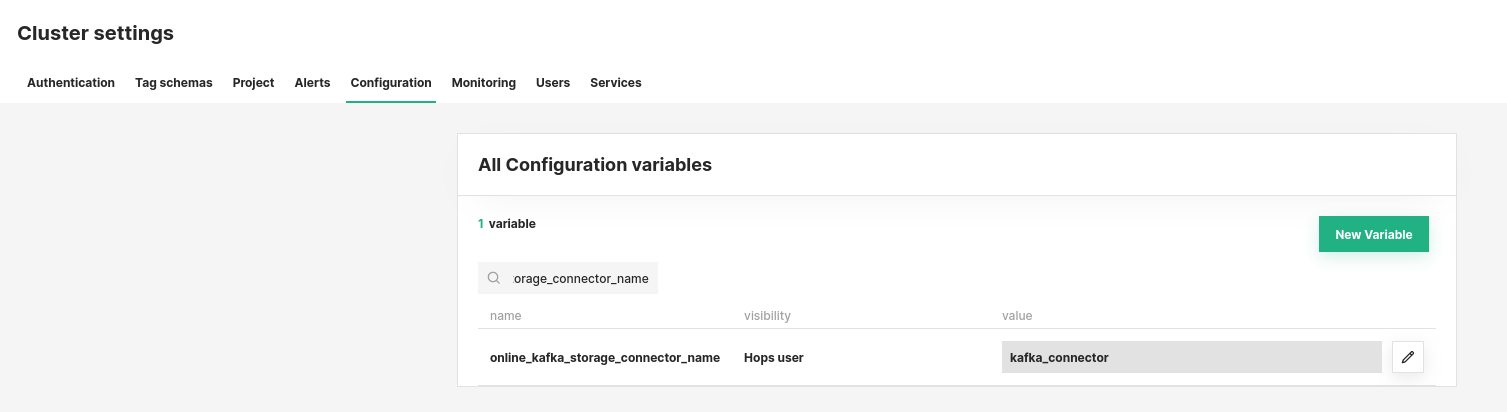 Cluster settings
Authentication Tag schemas Project Alerts Configuration Monitoring Users Services
All Configuration variables
1 variable
New Variable
orage_connector_name
name visibility value
online_kafka_storage_connector_name Hops user kafka_connector